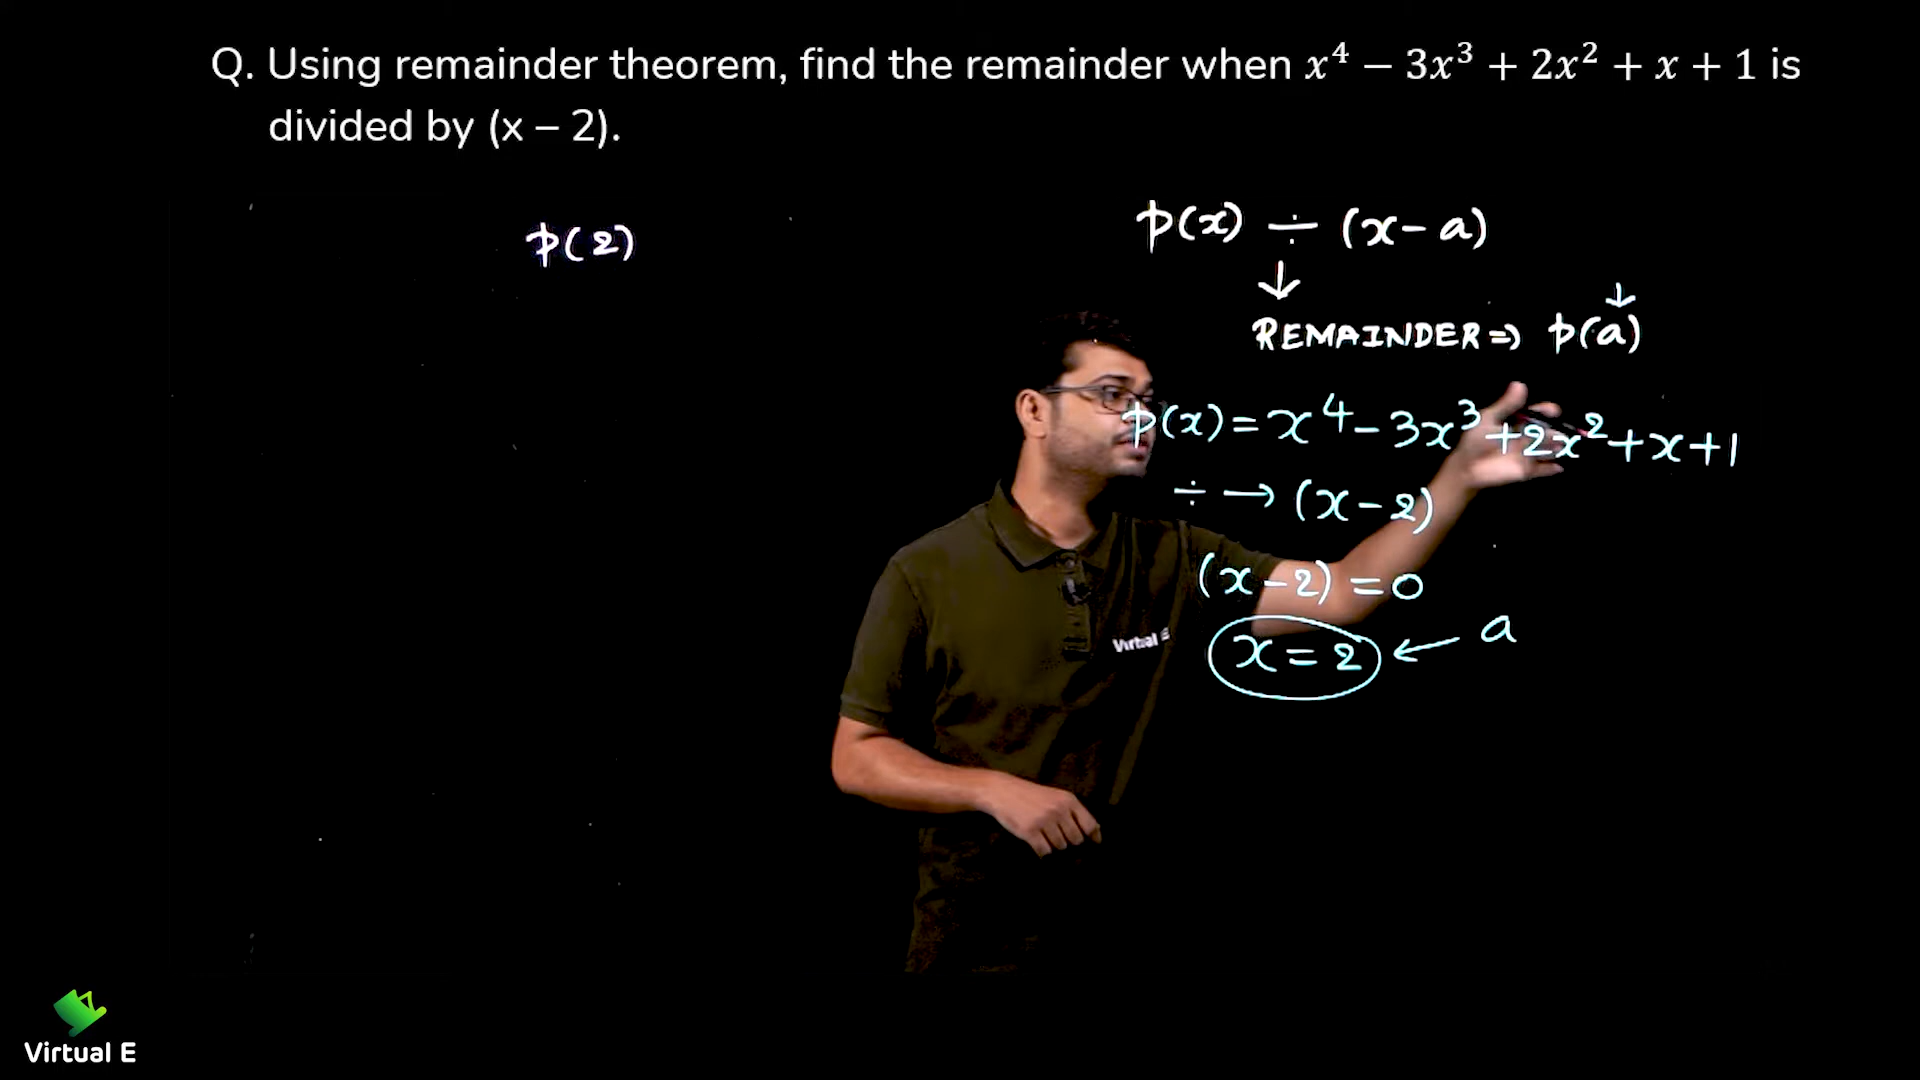 Q. Using remainder theorem, find the remainder when x⁴ − 3x³ + 2x² + x + 1 is
divided by (x – 2).
p(2)
p(x) ÷ (x-a)
↓
↓
REMAINDER ⇒ p(a)
p(x) = x⁴ - 3x³ + 2x² + x + 1
÷ → (x-2)
(x-2) = 0
x = 2 ← a
Virtual E
Virtual E